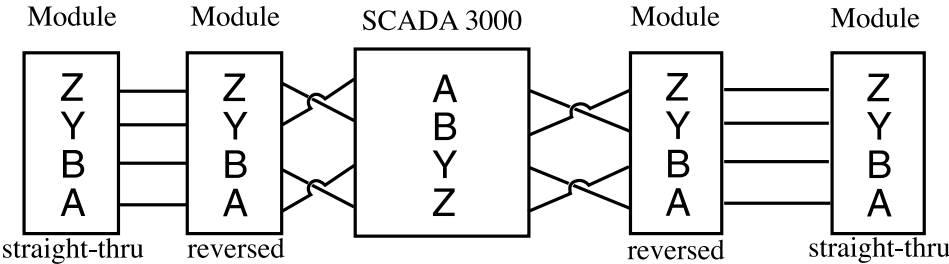 Module
Module
SCADA 3000
Module
Module
Z
Y
B
A
Z
Y
B
A
A
B
Y
Z
Z
Y
B
A
Z
Y
B
A
straight-thru
reversed
reversed
straight-thru